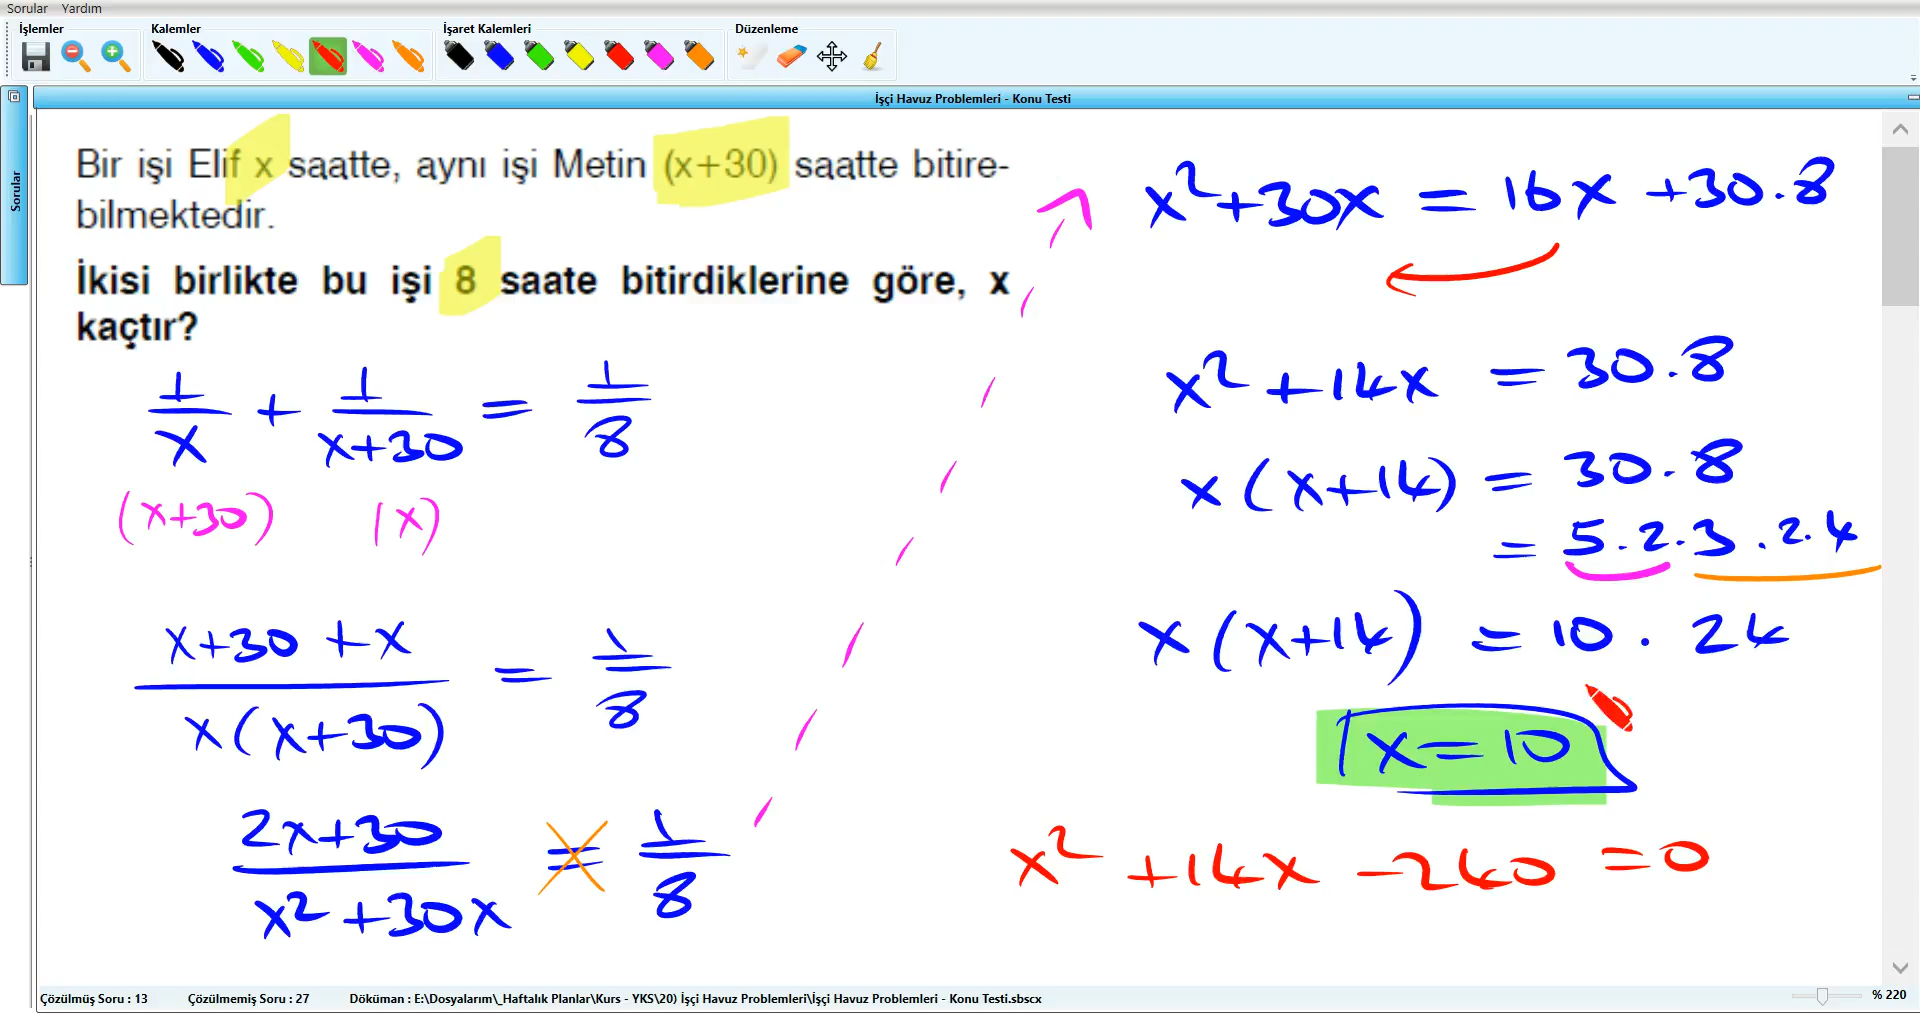 Sorular Yardım
İşlemler Kalemler İşaret Kalemleri Düzenleme
İşçi Havuz Problemleri - Konu Testi
Sorular
Bir işi Elif x saatte, aynı işi Metin (x+30) saatte bitire-
bilmektedir.
İkisi birlikte bu işi 8 saate bitirdiklerine göre, x
kaçtır?
1/x + 1/(x+30) = 1/8
(x+30) (x)
(x+30+x)/(x(x+30)) = 1/8
(2x+30)/(x²+30x) = 1/8
x²+30x = 16x+30.8
x²+14x = 30.8
x(x+14) = 30.8
= 5.2.3.2.4
x(x+14) = 10.24
x=10
x²+14x-240=0
Çözülmüş Soru : 13 Çözülmemiş Soru : 27 Döküman : E:\Dosyalarım\_Haftalık Planlar\Kurs - YKS\20) İşçi Havuz Problemleri\İşçi Havuz Problemleri - Konu Testi.sbscx % 220